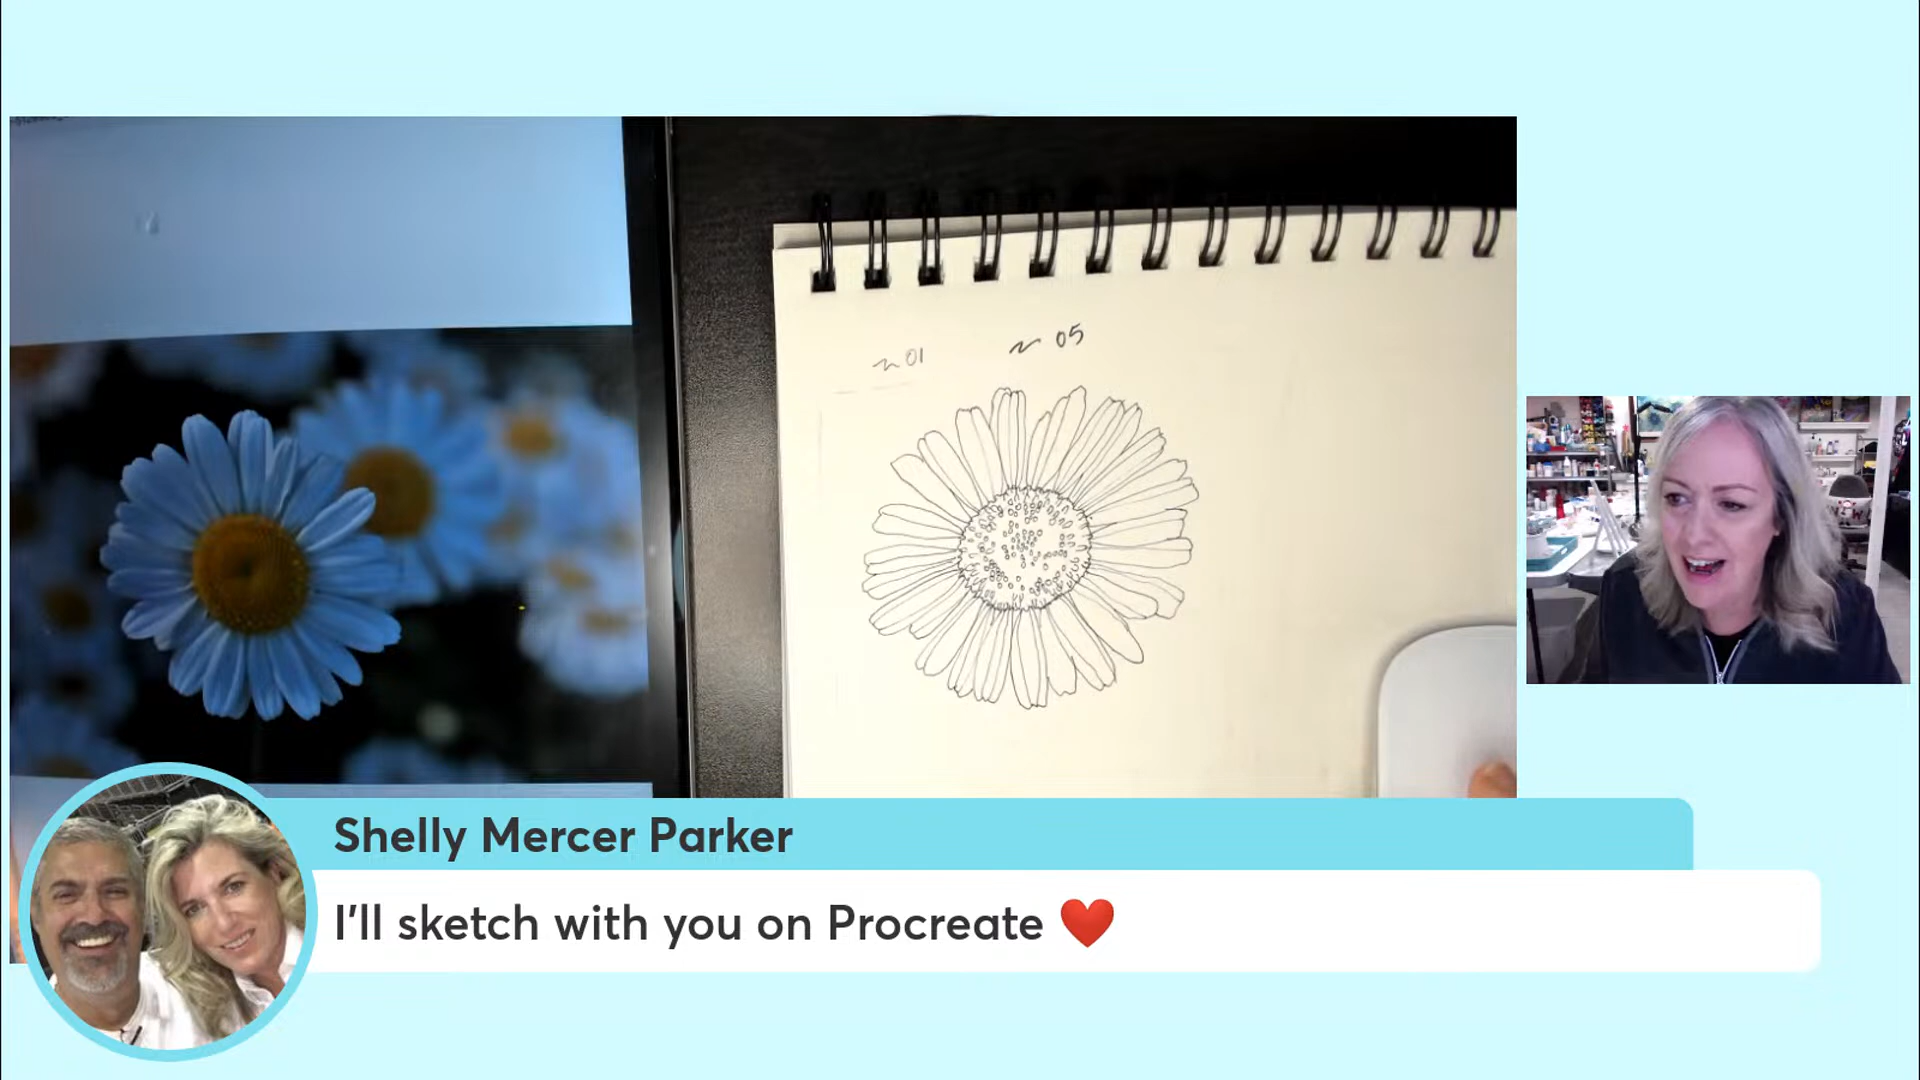 01
05
Shelly Mercer Parker
I'll sketch with you on Procreate ❤️